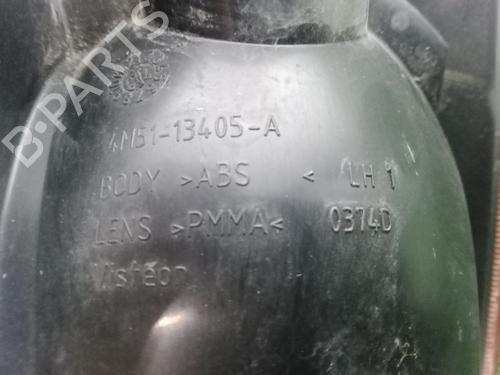 B-PARTS
4M51-13405-A
BODY >ABS < LH 1
LENS >PMMA< 0374D
Visteon